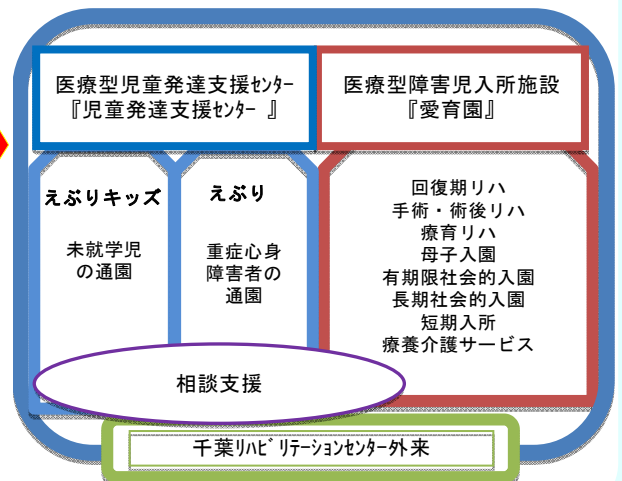 医療型児童発達支援ｾﾝﾀｰ
『児童発達支援ｾﾝﾀｰ 』
医療型障害児入所施設
『愛育園』
えぶりキッズ
未就学児
の通園
えぶり
重症心身
障害者の
通園
回復期リハ
手術・術後リハ
療育リハ
母子入園
有期限社会的入園
長期社会的入園
短期入所
療養介護サービス
相談支援
千葉ﾘﾊﾋﾞﾘﾃｰｼｮﾝｾﾝﾀｰ外来